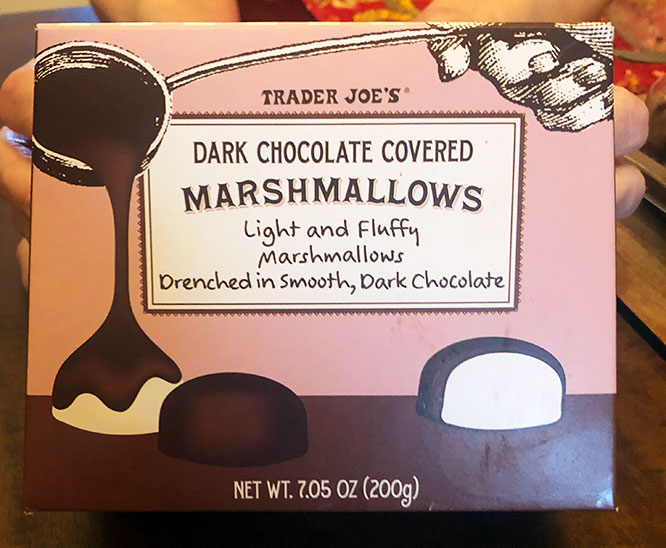 TRADER JOE'S®
DARK CHOCOLATE COVERED
MARSHMALLOWS
Light and Fluffy
Marshmallows
Drenched in Smooth, Dark Chocolate
NET WT. 7.05 OZ (200g)